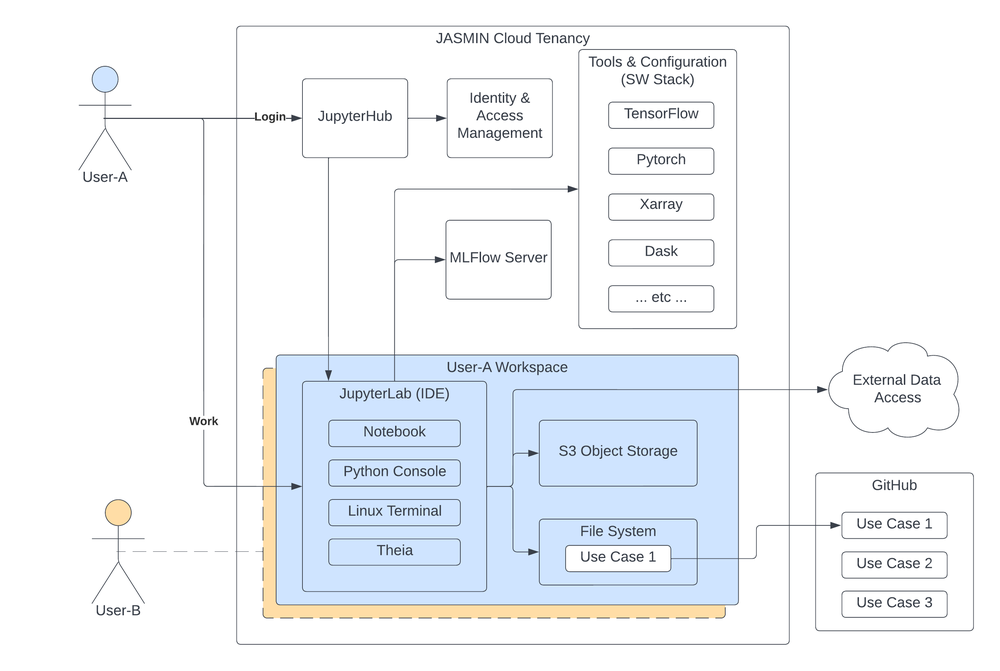 JASMIN Cloud Tenancy
Tools & Configuration
(SW Stack)
TensorFlow
Pytorch
Xarray
Dask
... etc ...
Login
JupyterHub
Identity &
Access
Management
User-A
MLFlow Server
User-A Workspace
JupyterLab (IDE)
Notebook
Python Console
Linux Terminal
Theia
S3 Object Storage
File System
Use Case 1
Work
External Data
Access
GitHub
Use Case 1
Use Case 2
Use Case 3
User-B